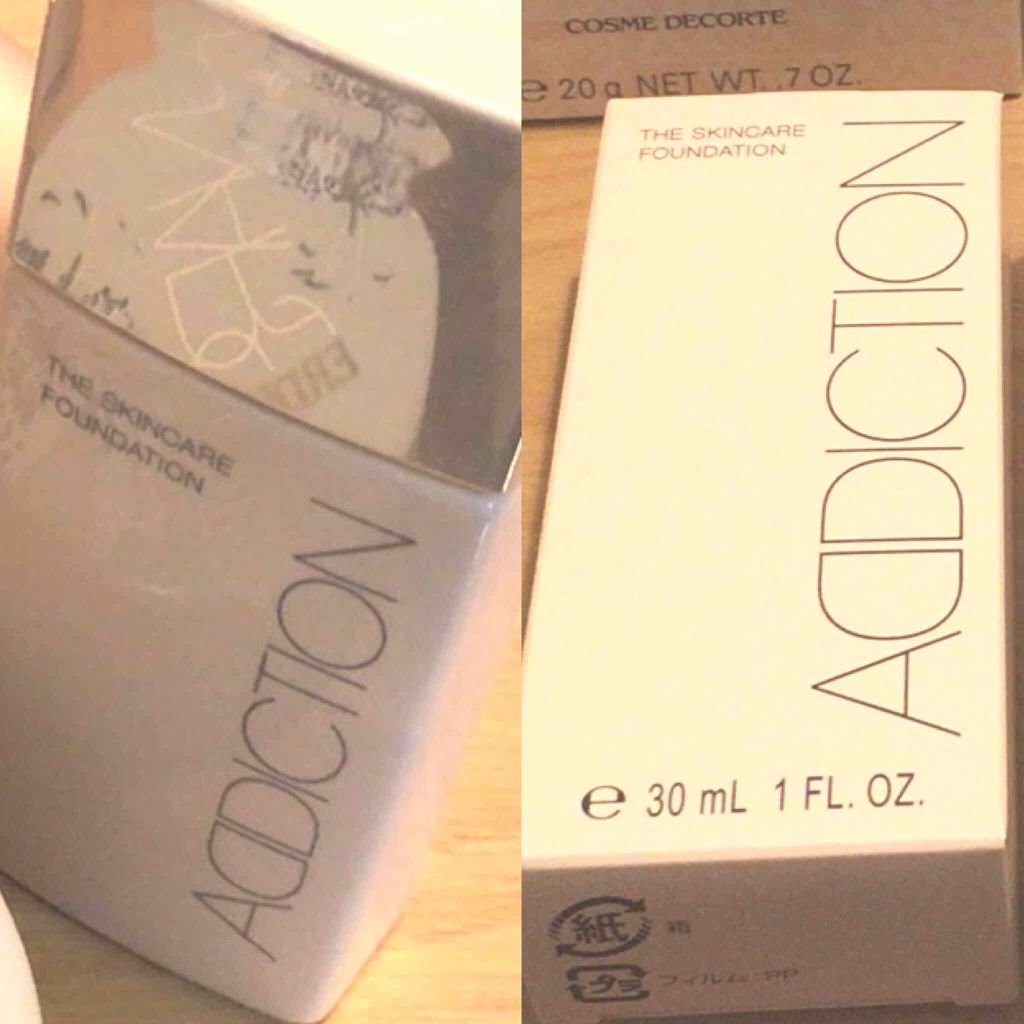 THE SKINCARE
FOUNDATION
ADDICTION
COSME DECORTE
e 20g NET WT. .7 OZ.
THE SKINCARE
FOUNDATION
ADDICTION
e 30 mL 1 FL. OZ.
紙 箱
プラ フィルム:PP